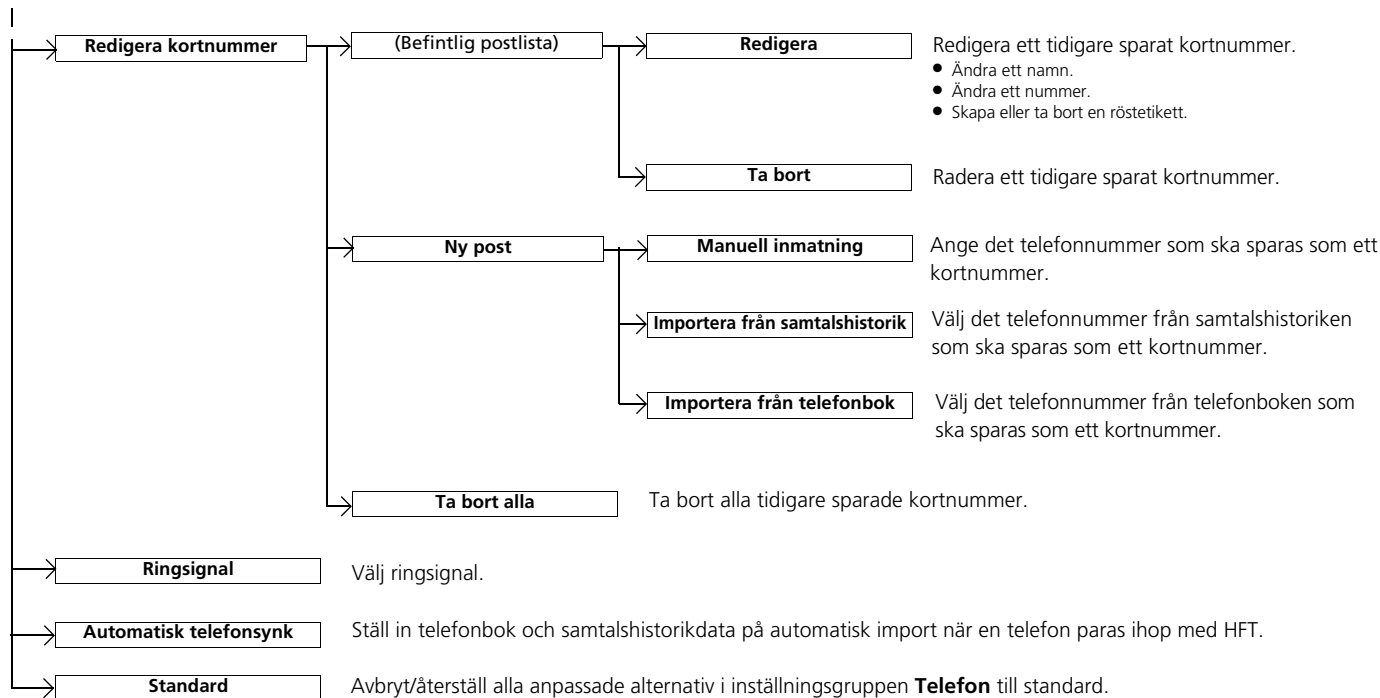 Redigera kortnummer
(Befintlig postlista)
Redigera
Redigera ett tidigare sparat kortnummer.
● Ändra ett namn.
● Ändra ett nummer.
● Skapa eller ta bort en röstetikett.
Ta bort
Radera ett tidigare sparat kortnummer.
Ny post
Manuell inmatning
Ange det telefonnummer som ska sparas som ett
kortnummer.
Importera från samtalshistorik
Välj det telefonnummer från samtalshistoriken
som ska sparas som ett kortnummer.
Importera från telefonbok
Välj det telefonnummer från telefonboken som
ska sparas som ett kortnummer.
Ta bort alla
Ta bort alla tidigare sparade kortnummer.
Ringsignal
Välj ringsignal.
Automatisk telefonsynk
Ställ in telefonbok och samtalshistorikdata på automatisk import när en telefon paras ihop med HFT.
Standard
Avbryt/återställ alla anpassade alternativ i inställningsgruppen Telefon till standard.